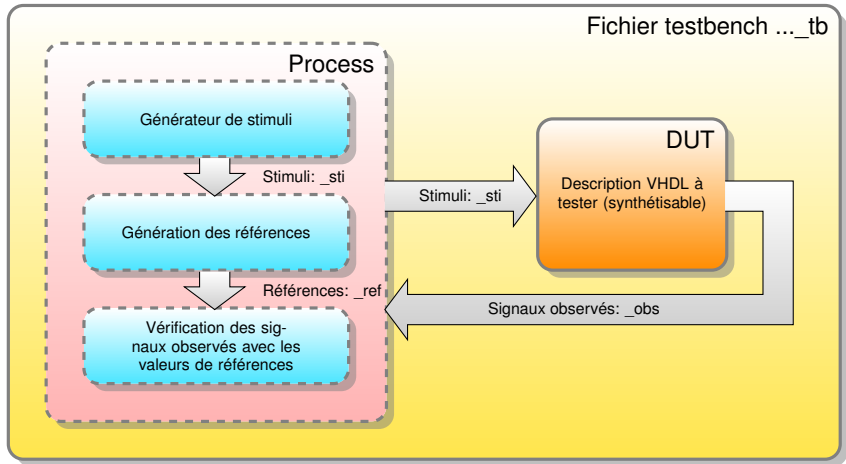 Fichier testbench ..._tb
Process
Générateur de stimuli
Stimuli: _sti
Génération des références
Références: _ref
Vérification des sig-
naux observés avec les
valeurs de références
Stimuli: _sti
DUT
Description VHDL à
tester (synthétisable)
Signaux observés: _obs